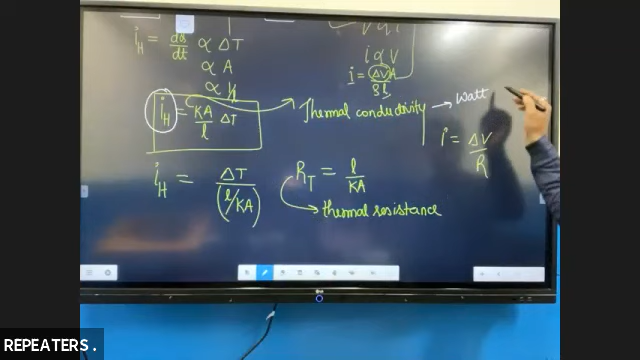 i_H = dQ/dt ∝ ΔT
∝ A
∝ 1/l
i ∝ V
i = ΔV A / ρ l
i_H = KA/l ΔT
Thermal conductivity → Watt
i = ΔV/R
i_H = ΔT/(l/KA)
R_T = l/KA
→ thermal resistance
REPEATERS.